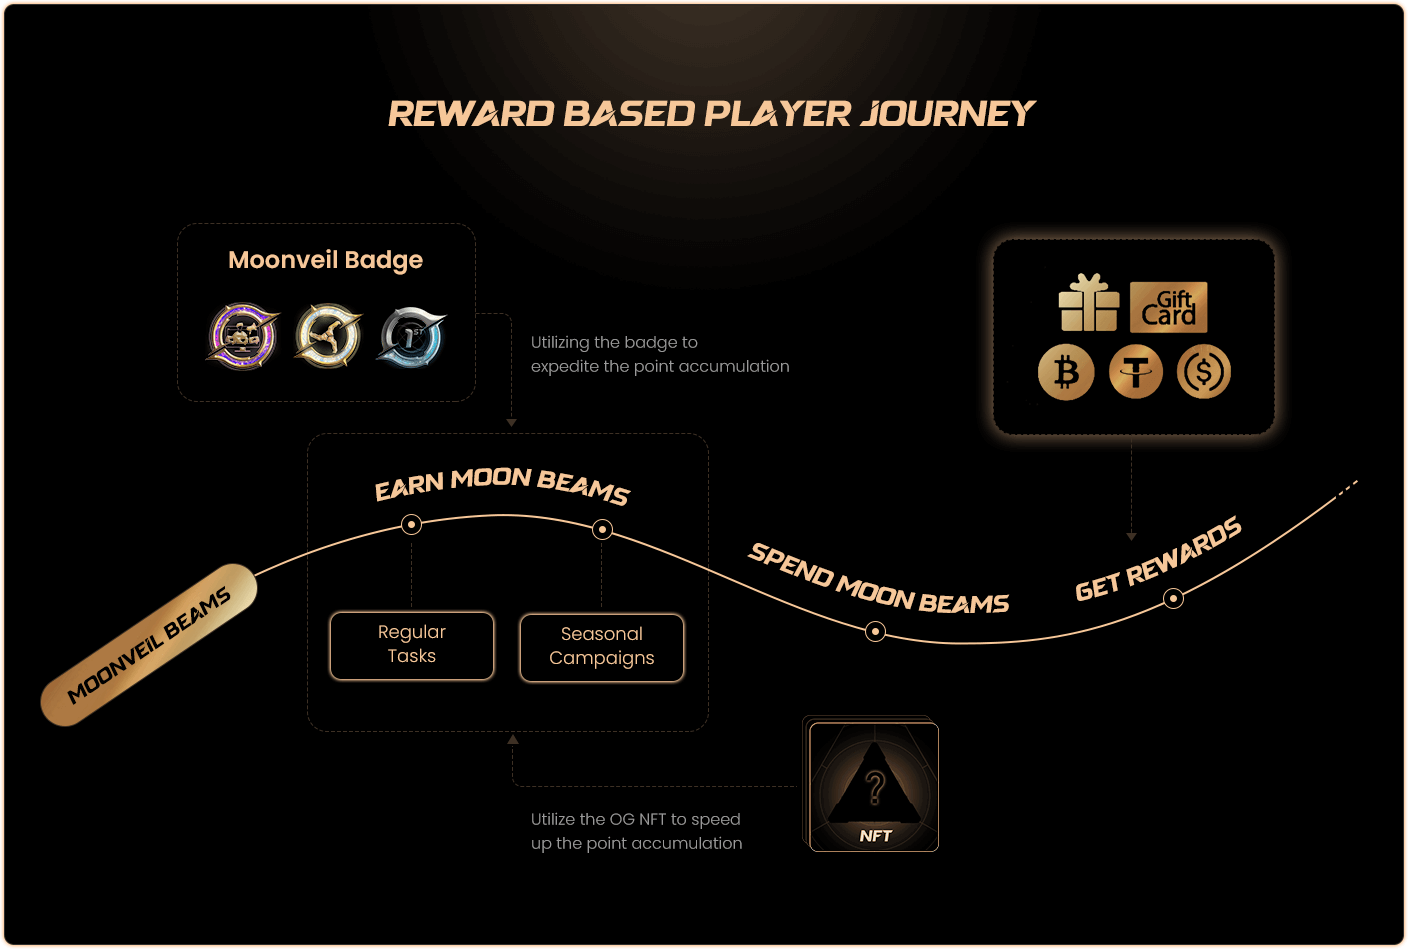 REWARD BASED PLAYER JOURNEY
Moonveil Badge
1ST
Utilizing the badge to
expedite the point accumulation
Gift
Card
EARN MOON BEAMS
SPEND MOON BEAMS
GET REWARDS
MOONVEIL BEAMS
Regular
Tasks
Seasonal
Campaigns
?
NFT
Utilize the OG NFT to speed
up the point accumulation